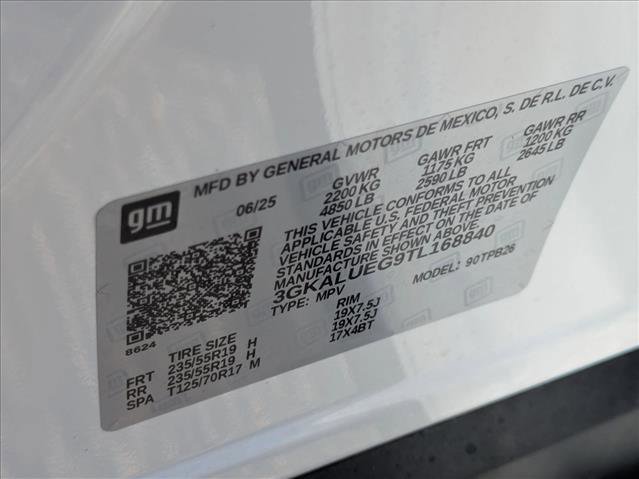 gm
MFD BY GENERAL MOTORS DE MEXICO, S. DE R.L. DE C.V.
06/25 GVWR GAWR FRT GAWR RR
2200 KG 1175 KG 1200 KG
4850 LB 2590 LB 2645 LB
THIS VEHICLE CONFORMS TO ALL
APPLICABLE U.S. FEDERAL MOTOR
VEHICLE SAFETY AND THEFT PREVENTION
STANDARDS IN EFFECT ON THE DATE OF
MANUFACTURE SHOWN ABOVE.
3GKALUEG9TL168840
TYPE: MPV MODEL: 90TPB26
8624
TIRE SIZE RIM
FRT 235/55R19 H 19X7.5J
RR 235/55R19 H 19X7.5J
SPA T125/70R17 M 17X4BT